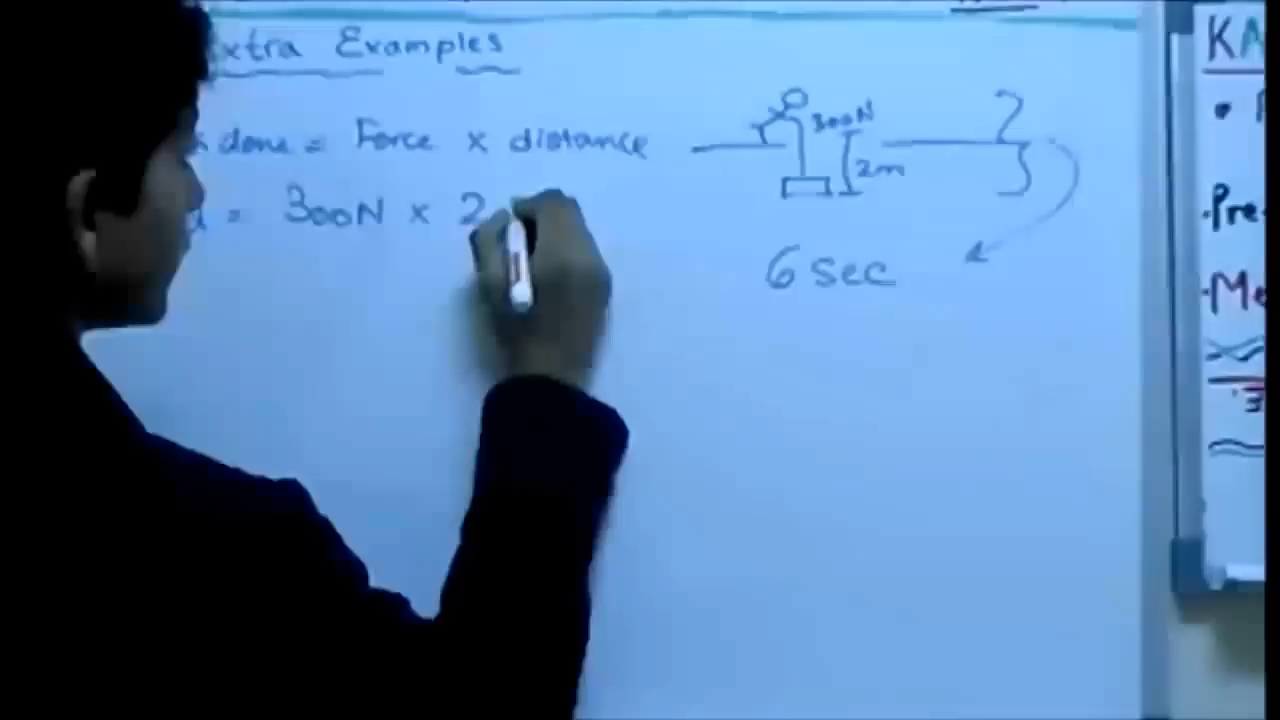 xtra Examples
done = Force x distance
= 300N x 2
300N
2m
6 sec
KA
Pre-
Me